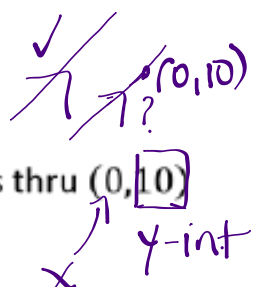 (0,10)
?
s thru (0,10)
y-int
x